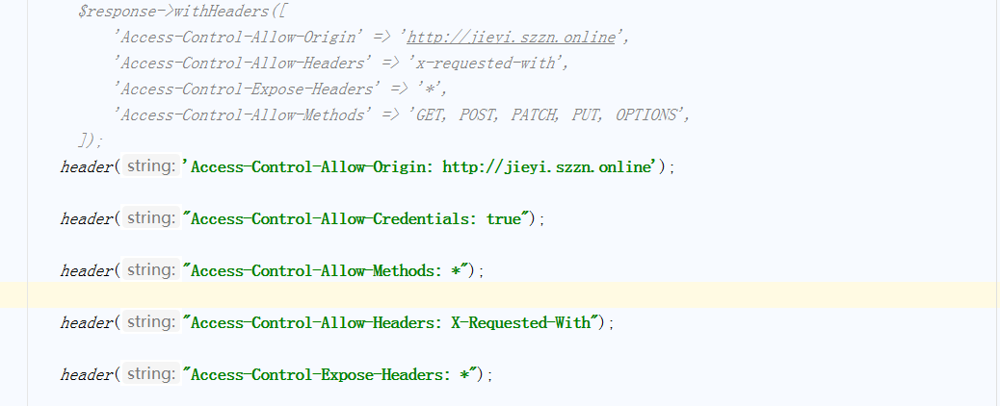 $response->withHeaders([
'Access-Control-Allow-Origin' => 'http://jieyi.szzn.online',
'Access-Control-Allow-Headers' => 'x-requested-with',
'Access-Control-Expose-Headers' => '*',
'Access-Control-Allow-Methods' => 'GET, POST, PATCH, PUT, OPTIONS',
]);
header( string: 'Access-Control-Allow-Origin: http://jieyi.szzn.online');
header( string: "Access-Control-Allow-Credentials: true");
header( string: "Access-Control-Allow-Methods: *");
header( string: "Access-Control-Allow-Headers: X-Requested-With");
header( string: "Access-Control-Expose-Headers: *");